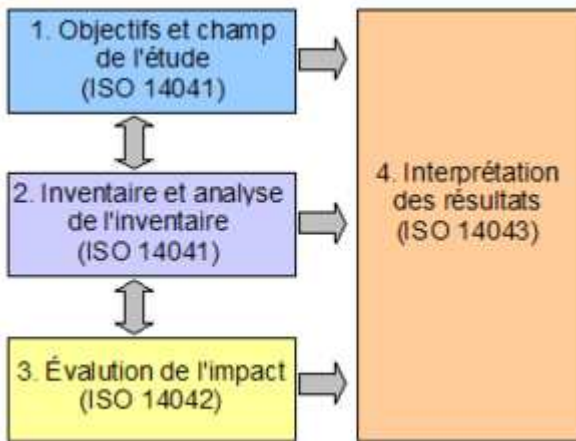 1. Objectifs et champ
de l'étude
(ISO 14041)
2. Inventaire et analyse
de l'inventaire
(ISO 14041)
3. Évalution de l'impact
(ISO 14042)
4. Interprétation
des résultats
(ISO 14043)